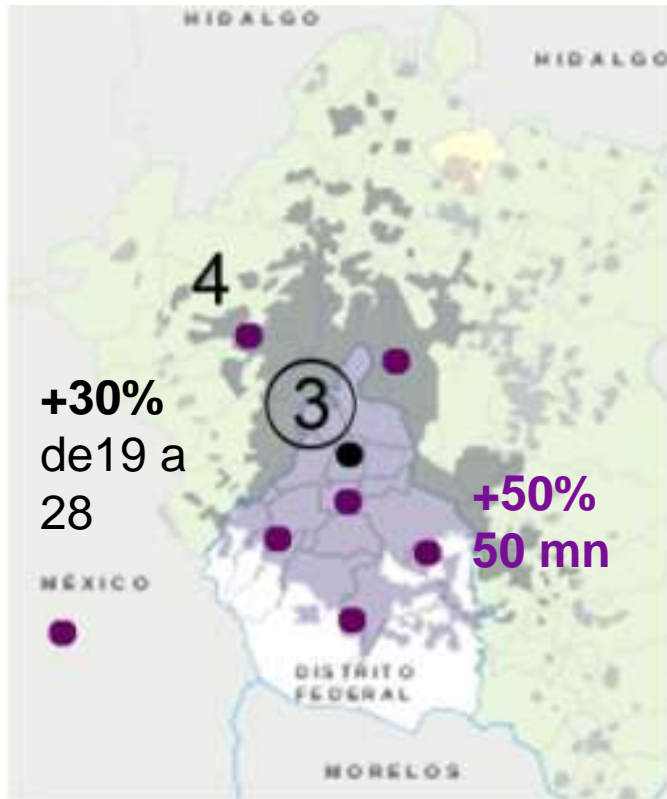 HIDALGO
HIDALGO
4
3
+30%
de19 a
28
+50%
50 mn
MÉXICO
DISTRITO
FEDERAL
MORELOS